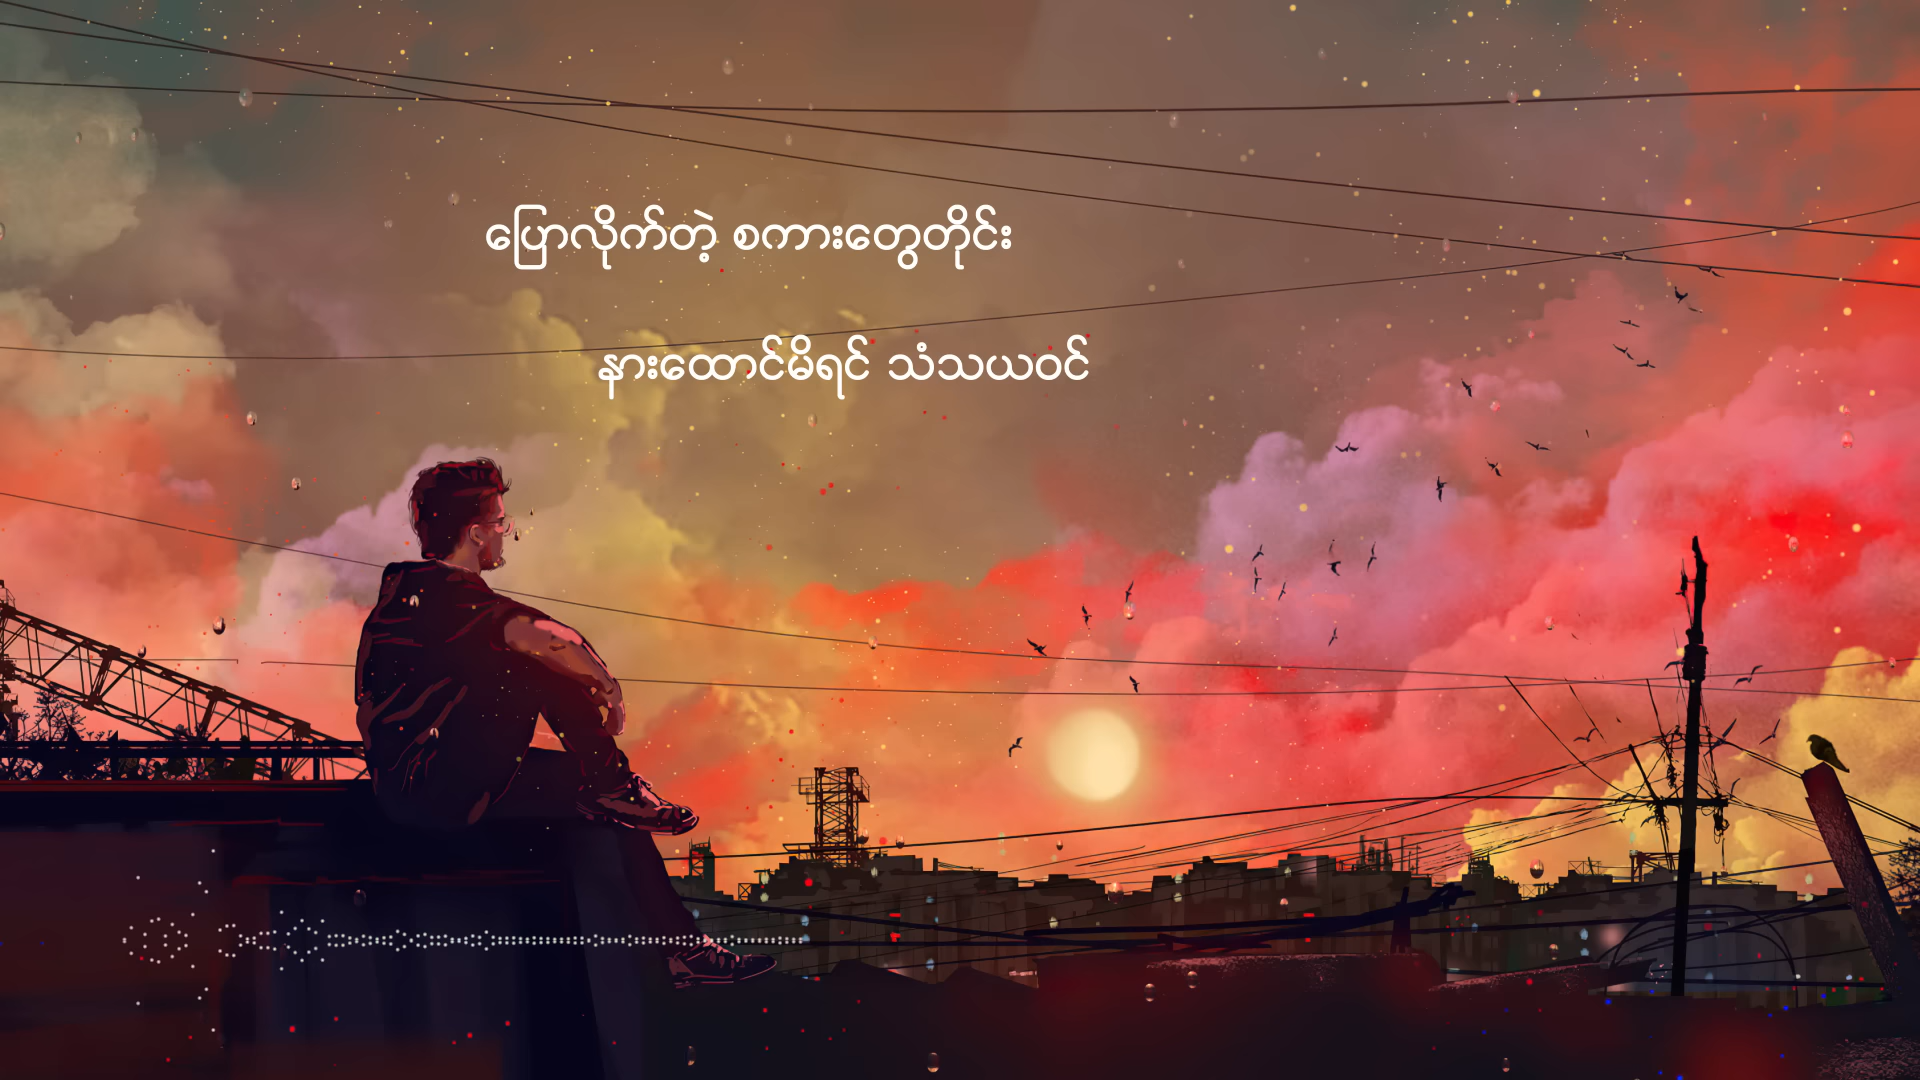 ပြောလိုက်တဲ့ စကားတွေတိုင်း
နားထောင်မိရင် သံသယဝင်